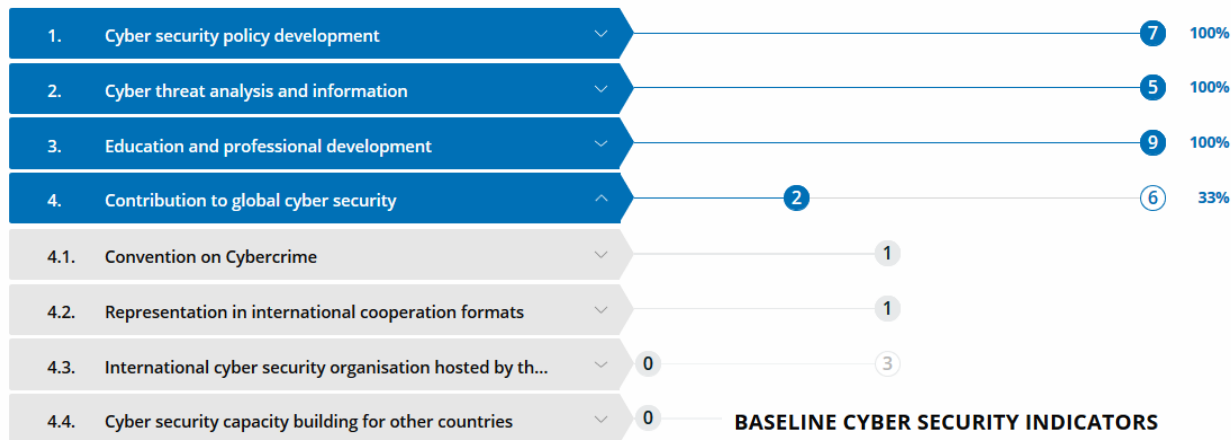 1. Cyber security policy development 7 100%
2. Cyber threat analysis and information 5 100%
3. Education and professional development 9 100%
4. Contribution to global cyber security 2 6 33%
4.1. Convention on Cybercrime 1
4.2. Representation in international cooperation formats 1
4.3. International cyber security organisation hosted by th... 0 3
4.4. Cyber security capacity building for other countries 0
BASELINE CYBER SECURITY INDICATORS